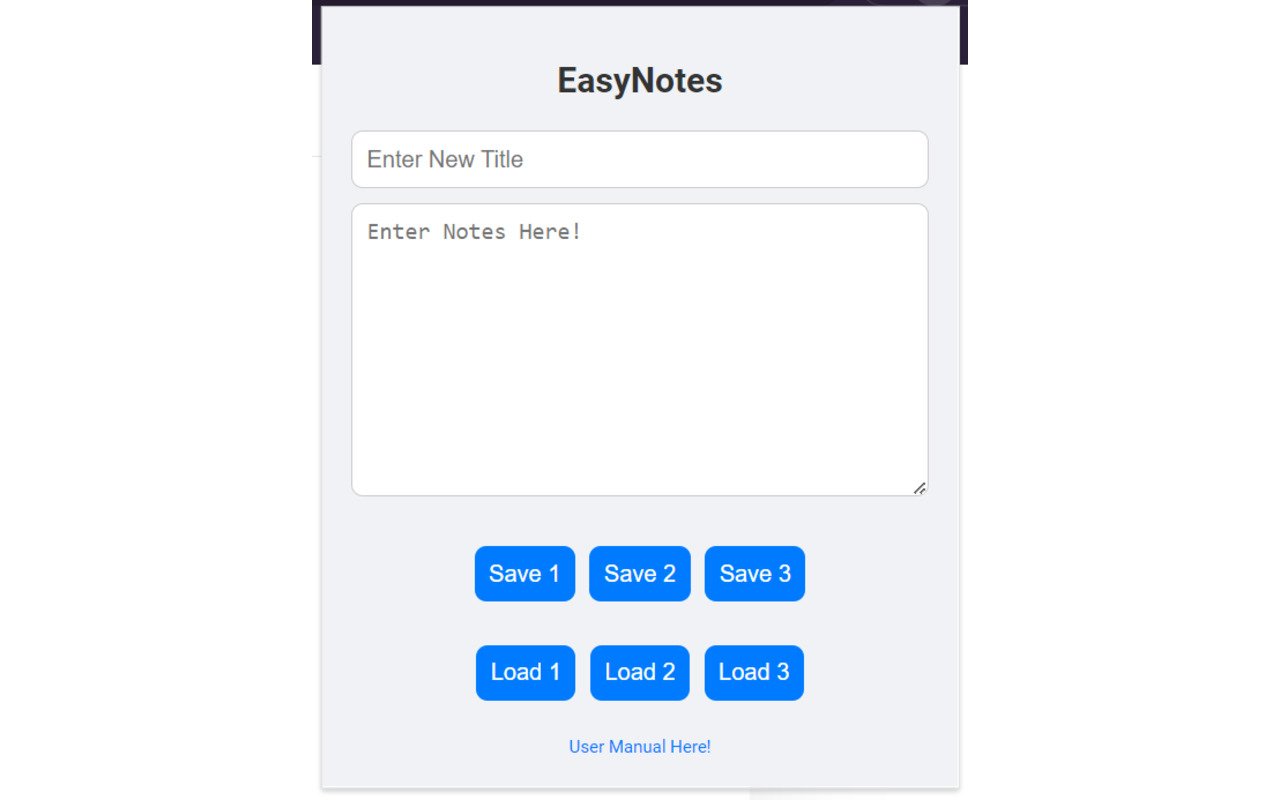 EasyNotes
Enter New Title
Enter Notes Here!
Save 1 Save 2 Save 3
Load 1 Load 2 Load 3
User Manual Here!